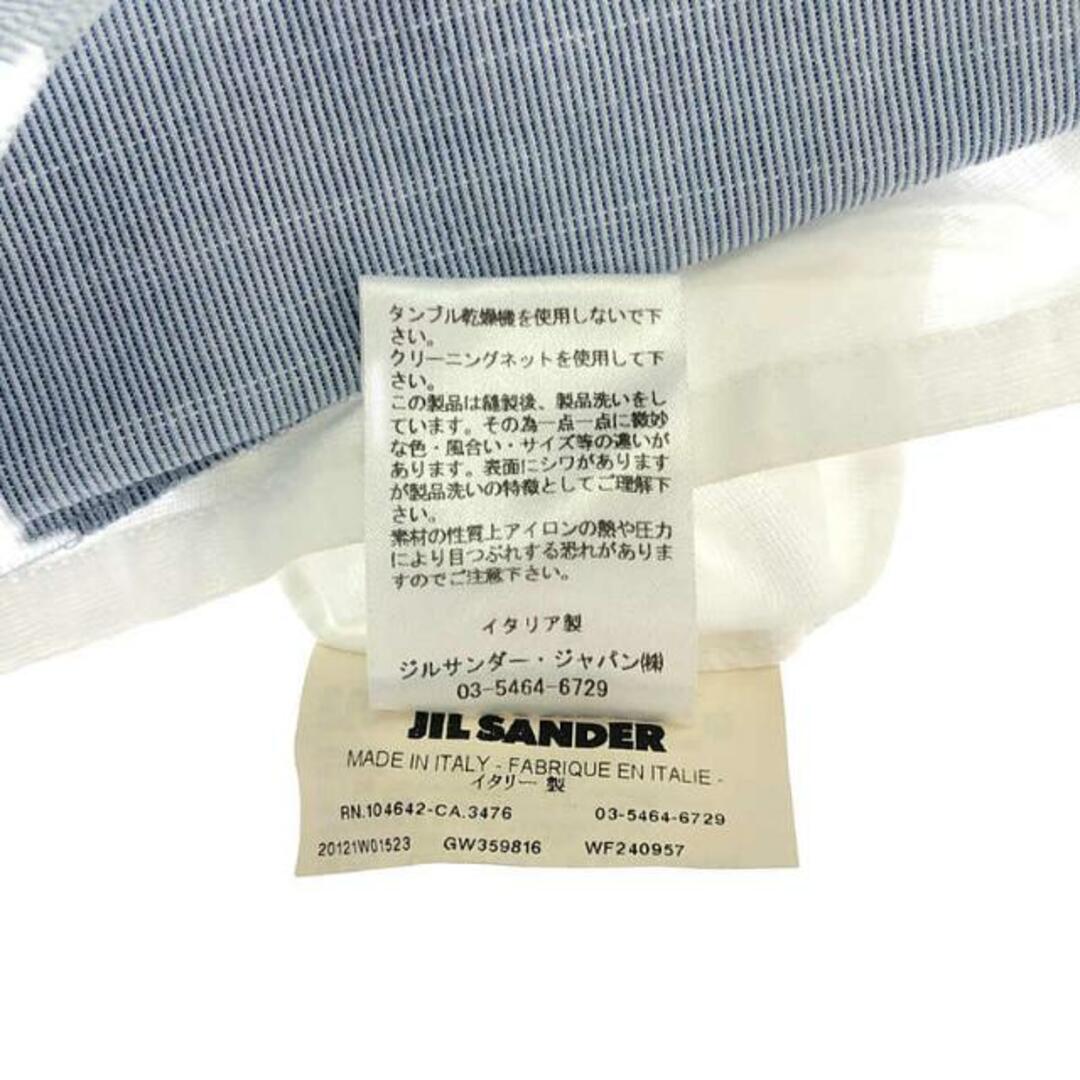 タンブル乾燥機を使用しないで下
さい。
クリーニングネットを使用して下
さい。
この製品は縫製後、製品洗いをし
ています。その為一点一点に微妙
な色・風合い・サイズ等の違いが
あります。表面にシワがあります
が製品洗いの特徴としてご理解下
さい。
素材の性質上アイロンの熱や圧力
により目つぶれする恐れがありま
すのでご注意下さい。
イタリア製
ジルサンダー・ジャパン㈱
03-5464-6729
JIL SANDER
MADE IN ITALY - FABRIQUE EN ITALIE -
イタリー 製
RN.104642-CA.3476 03-5464-6729
20121W01523 GW359816 WF240957